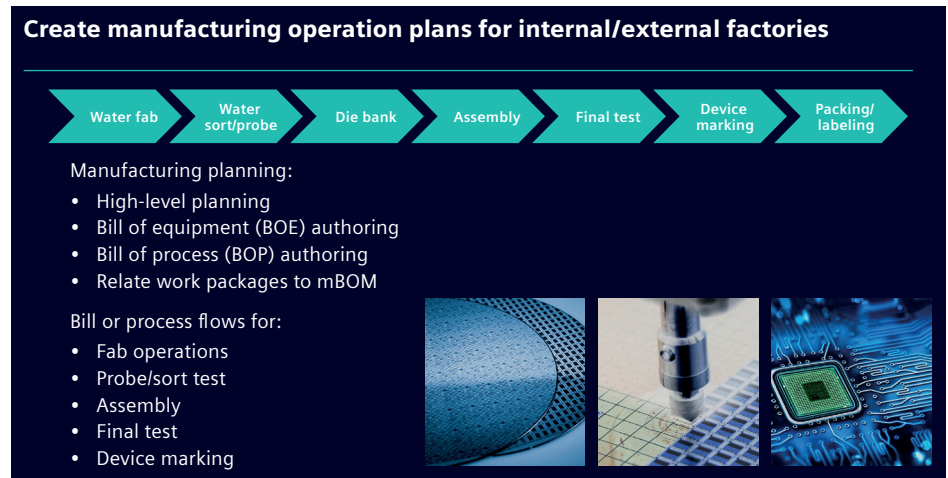 Create manufacturing operation plans for internal/external factories
Water fab
Water
sort/probe
Die bank
Assembly
Final test
Device
marking
Packing/
labeling
Manufacturing planning:
• High-level planning
• Bill of equipment (BOE) authoring
• Bill of process (BOP) authoring
• Relate work packages to mBOM
Bill or process flows for:
• Fab operations
• Probe/sort test
• Assembly
• Final test
• Device marking